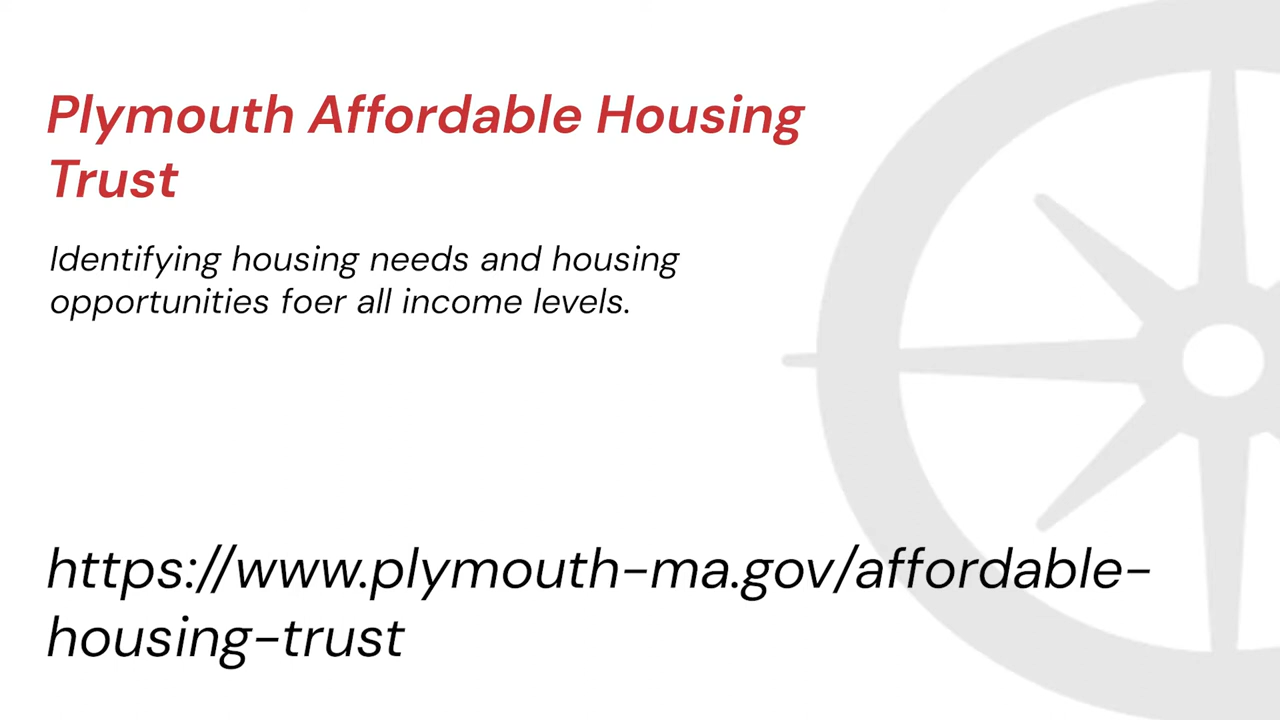 Plymouth Affordable Housing
Trust
Identifying housing needs and housing
opportunities foer all income levels.
https://www.plymouth-ma.gov/affordable-
housing-trust